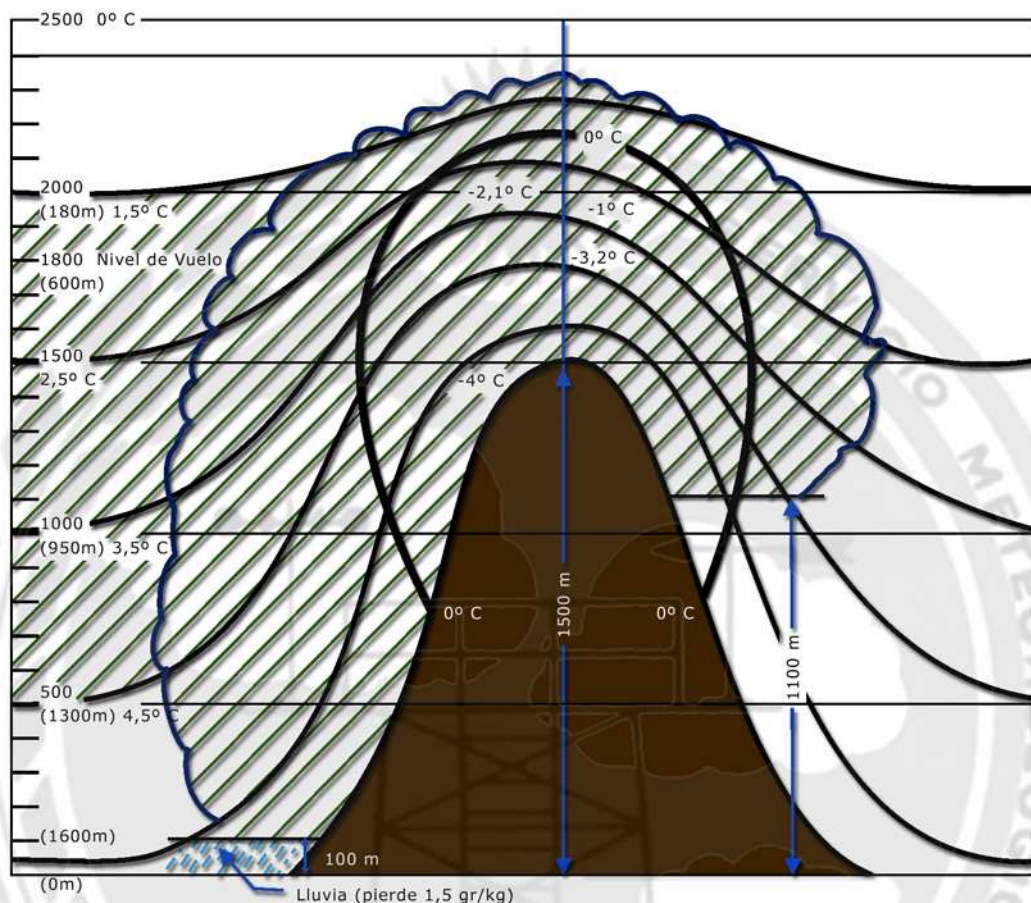 2500 0º C
0º C
2000
(180m) 1,5º C
-2,1º C
-1º C
1800 Nivel de Vuelo
(600m)
-3,2º C
1500
2,5º C
-4º C
1000
(950m) 3,5º C
0º C
0º C
1500 m
1100 m
500
(1300m) 4,5º C
(1600m)
100 m
(0m)
Lluvia (pierde 1,5 gr/kg)